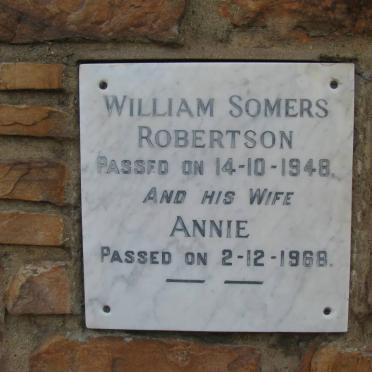 WILLIAM SOMERS
ROBERTSON
PASSED ON 14-10-1948.
AND HIS WIFE
ANNIE
PASSED ON 2-12-1968.